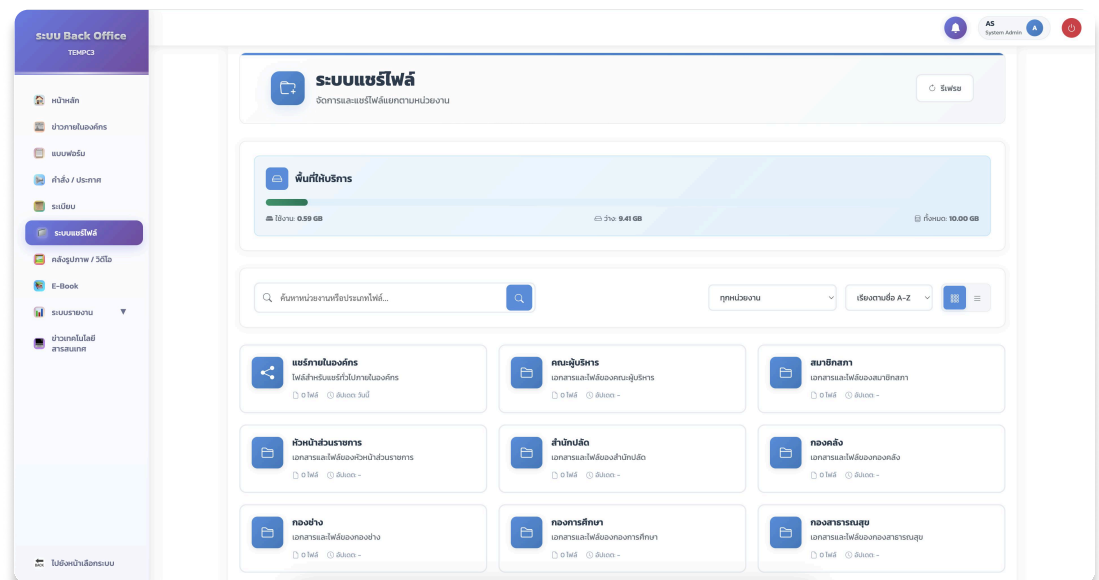 ระบบ Back Office
TEMPC3
AS
System Admin
A
หน้าหลัก
ข่าวภายในองค์กร
แบบฟอร์ม
คำสั่ง / ประกาศ
ระเบียบ
ระบบแชร์ไฟล์
คลังรูปภาพ / วิดีโอ
E-Book
ระบบรายงาน ▼
ข่าวเทคโนโลยี
สารสนเทศ
BACK ไปยังหน้าเลือกระบบ
ระบบแชร์ไฟล์
จัดการและแชร์ไฟล์แยกตามหน่วยงาน
รีเฟรช
พื้นที่ให้บริการ
ใช้งาน: 0.59 GB ว่าง: 9.41 GB ทั้งหมด: 10.00 GB
ค้นหาหน่วยงานหรือประเภทไฟล์... ทุกหน่วยงาน เรียงตามชื่อ A-Z
แชร์ภายในองค์กร
ไฟล์สำหรับแชร์ทั่วไปภายในองค์กร
0 ไฟล์ อัปเดต: วันนี้
คณะผู้บริหาร
เอกสารและไฟล์ของคณะผู้บริหาร
0 ไฟล์ อัปเดต: -
สมาชิกสภา
เอกสารและไฟล์ของสมาชิกสภา
0 ไฟล์ อัปเดต: -
หัวหน้าส่วนราชการ
เอกสารและไฟล์ของหัวหน้าส่วนราชการ
0 ไฟล์ อัปเดต: -
สำนักปลัด
เอกสารและไฟล์ของสำนักปลัด
0 ไฟล์ อัปเดต: -
กองคลัง
เอกสารและไฟล์ของกองคลัง
0 ไฟล์ อัปเดต: -
กองช่าง
เอกสารและไฟล์ของกองช่าง
0 ไฟล์ อัปเดต: -
กองการศึกษา
เอกสารและไฟล์ของกองการศึกษา
0 ไฟล์ อัปเดต: -
กองสาธารณสุข
เอกสารและไฟล์ของกองสาธารณสุข
0 ไฟล์ อัปเดต: -